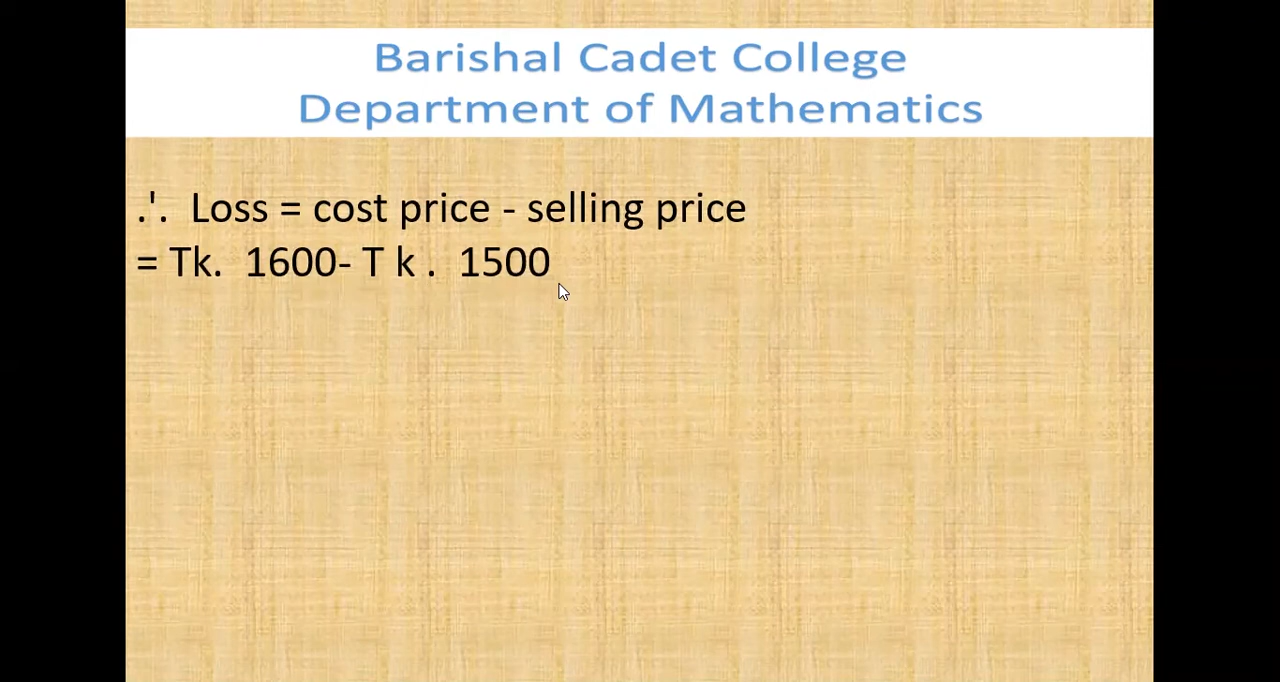 Barishal Cadet College
Department of Mathematics
.'. Loss = cost price - selling price
= Tk. 1600- T k . 1500